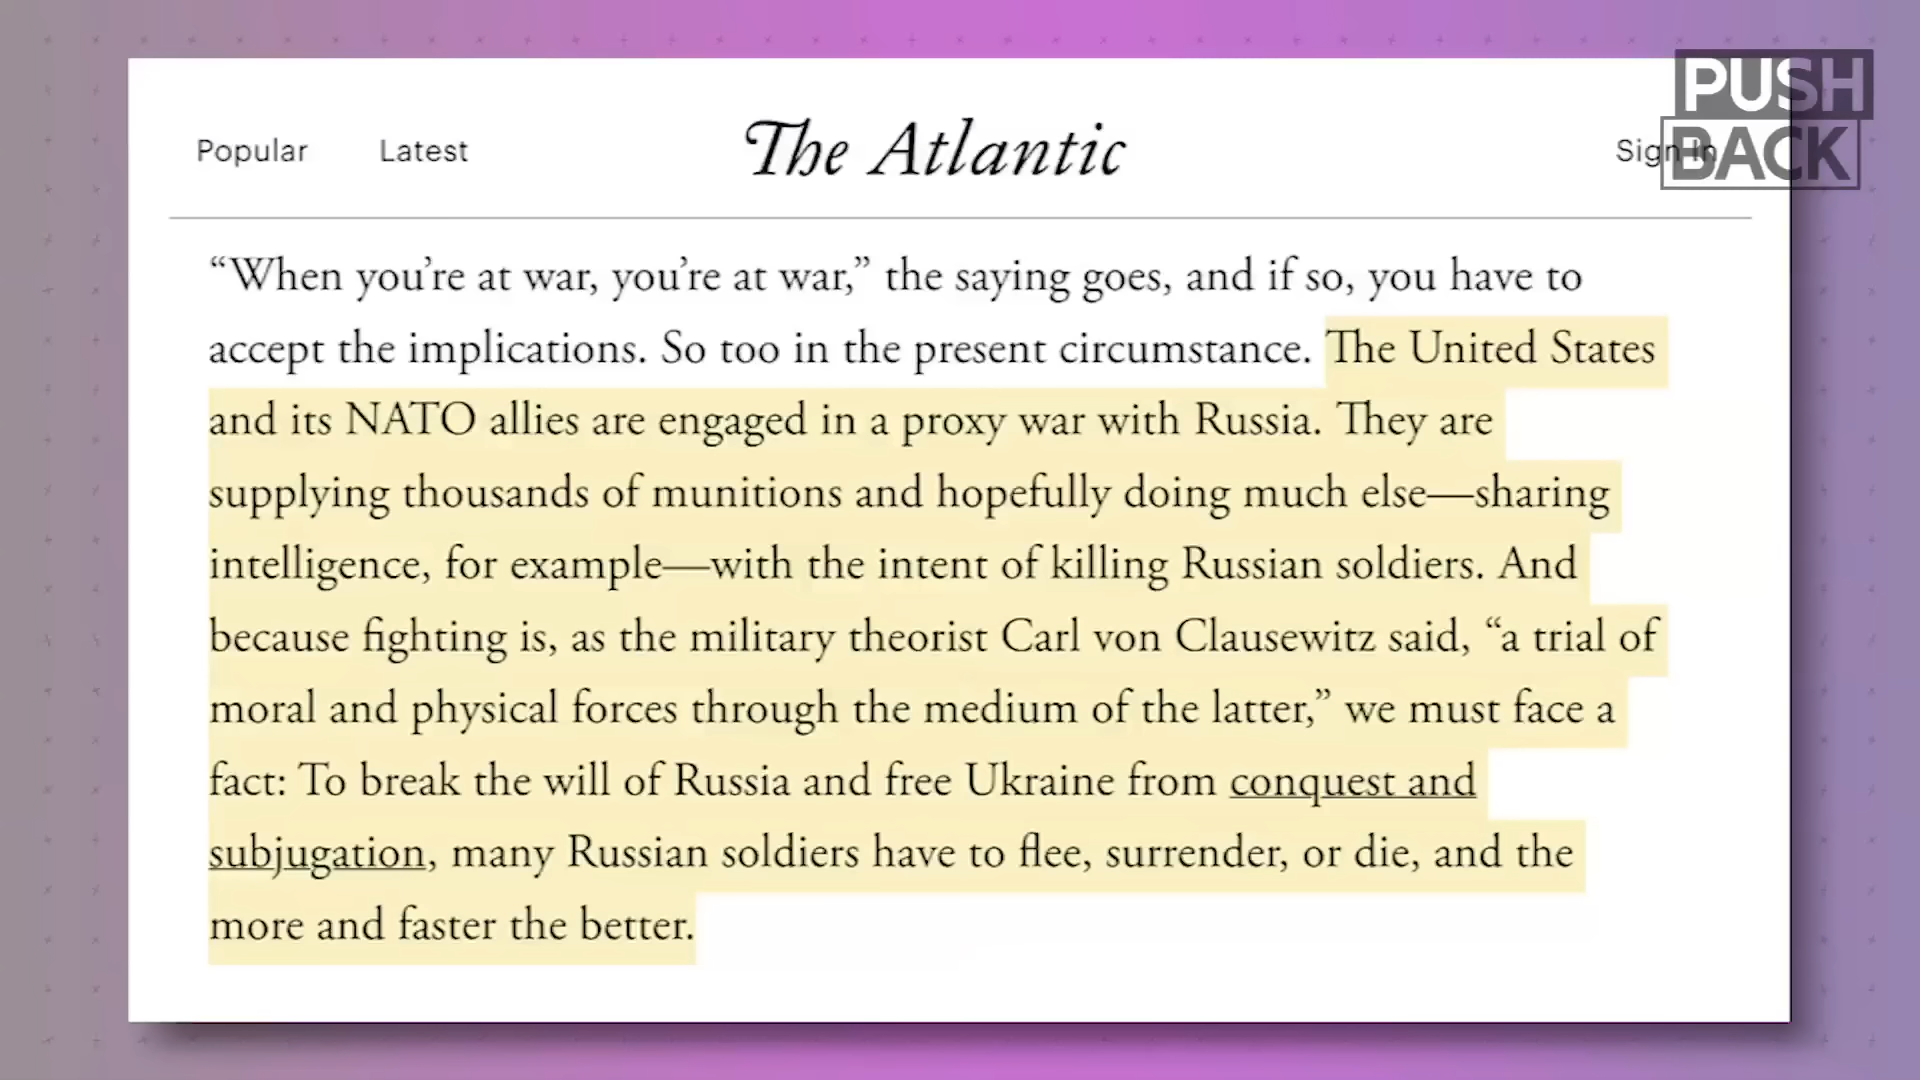 PUSH
BACK
Popular Latest The Atlantic Sign In
“When you’re at war, you’re at war,” the saying goes, and if so, you have to
accept the implications. So too in the present circumstance. The United States
and its NATO allies are engaged in a proxy war with Russia. They are
supplying thousands of munitions and hopefully doing much else—sharing
intelligence, for example—with the intent of killing Russian soldiers. And
because fighting is, as the military theorist Carl von Clausewitz said, “a trial of
moral and physical forces through the medium of the latter,” we must face a
fact: To break the will of Russia and free Ukraine from conquest and
subjugation, many Russian soldiers have to flee, surrender, or die, and the
more and faster the better.